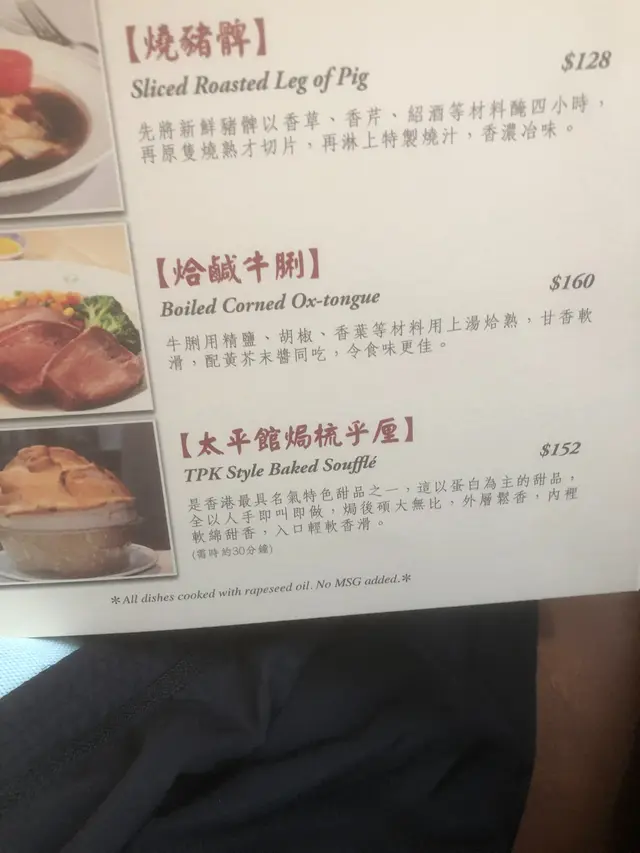 【燒豬髀】
Sliced Roasted Leg of Pig
$128
先將新鮮豬髀以香草、香芹、紹酒等材料醃四小時，
再原隻燒熟才切片，再淋上特製燒汁，香濃冶味。
【烚鹹牛脷】
Boiled Corned Ox-tongue
$160
牛脷用精鹽、胡椒、香葉等材料用上湯烚熟，甘香軟
滑，配黃芥末醬同吃，令食味更佳。
【太平館焗梳乎厘】
TPK Style Baked Soufflé
$152
是香港最具名氣特色甜品之一，這以蛋白為主的甜品，
全以人手即叫即做，焗後碩大無比，外層鬆香，內裡
軟綿甜香，入口輕軟香滑。
(需時約30分鐘)
＊All dishes cooked with rapeseed oil. No MSG added.＊